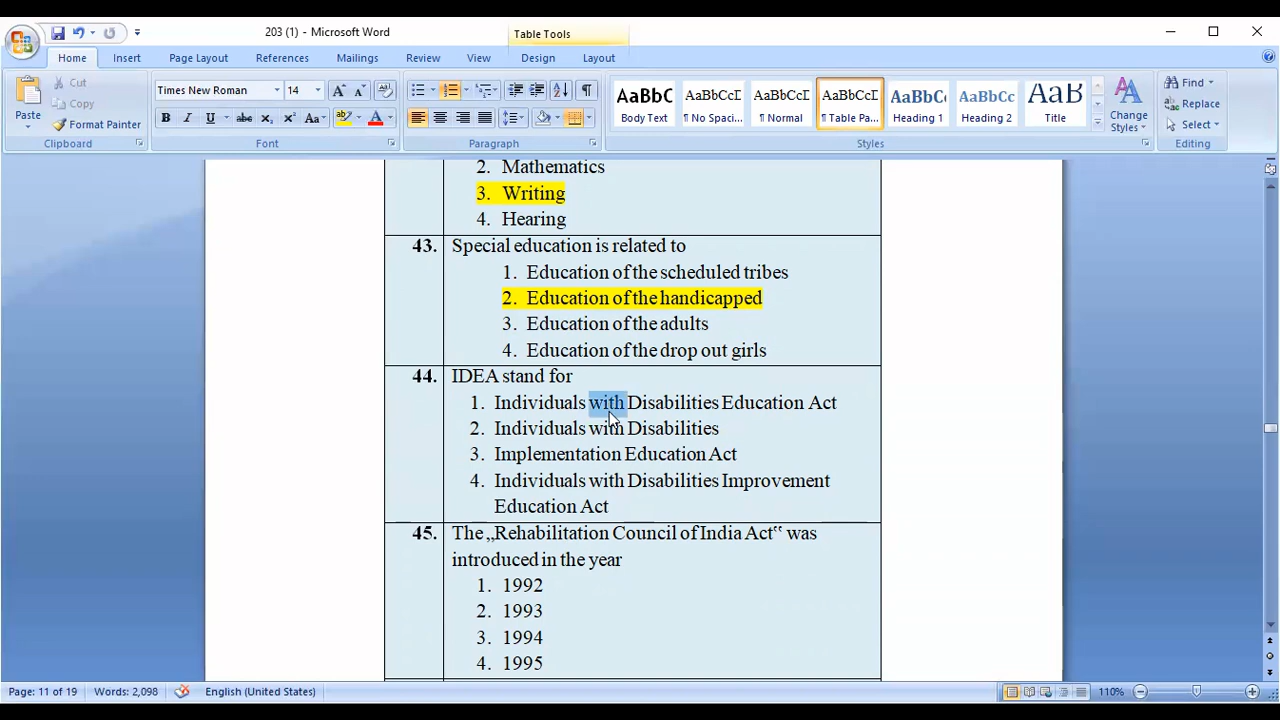 203 (1) - Microsoft Word
Table Tools
Home Insert Page Layout References Mailings Review View Design Layout
Paste
Cut
Copy
Format Painter
Clipboard
Times New Roman 14
B I U abc x₂ x² Aa
Font
Paragraph
AaBbC AaBbCcD AaBbCcD AaBbCcD AaBbCc AaBbCc AaB
Body Text ¶ No Spaci... ¶ Normal ¶ Table Pa... Heading 1 Heading 2 Title
Change Styles
Styles
Find
Replace
Select
Editing
2. Mathematics
3. Writing
4. Hearing
43. Special education is related to
1. Education of the scheduled tribes
2. Education of the handicapped
3. Education of the adults
4. Education of the drop out girls
44. IDEA stand for
1. Individuals with Disabilities Education Act
2. Individuals with Disabilities
3. Implementation Education Act
4. Individuals with Disabilities Improvement
Education Act
45. The „Rehabilitation Council of India Act‟ was
introduced in the year
1. 1992
2. 1993
3. 1994
4. 1995
Page: 11 of 19 Words: 2,098 English (United States) 110%